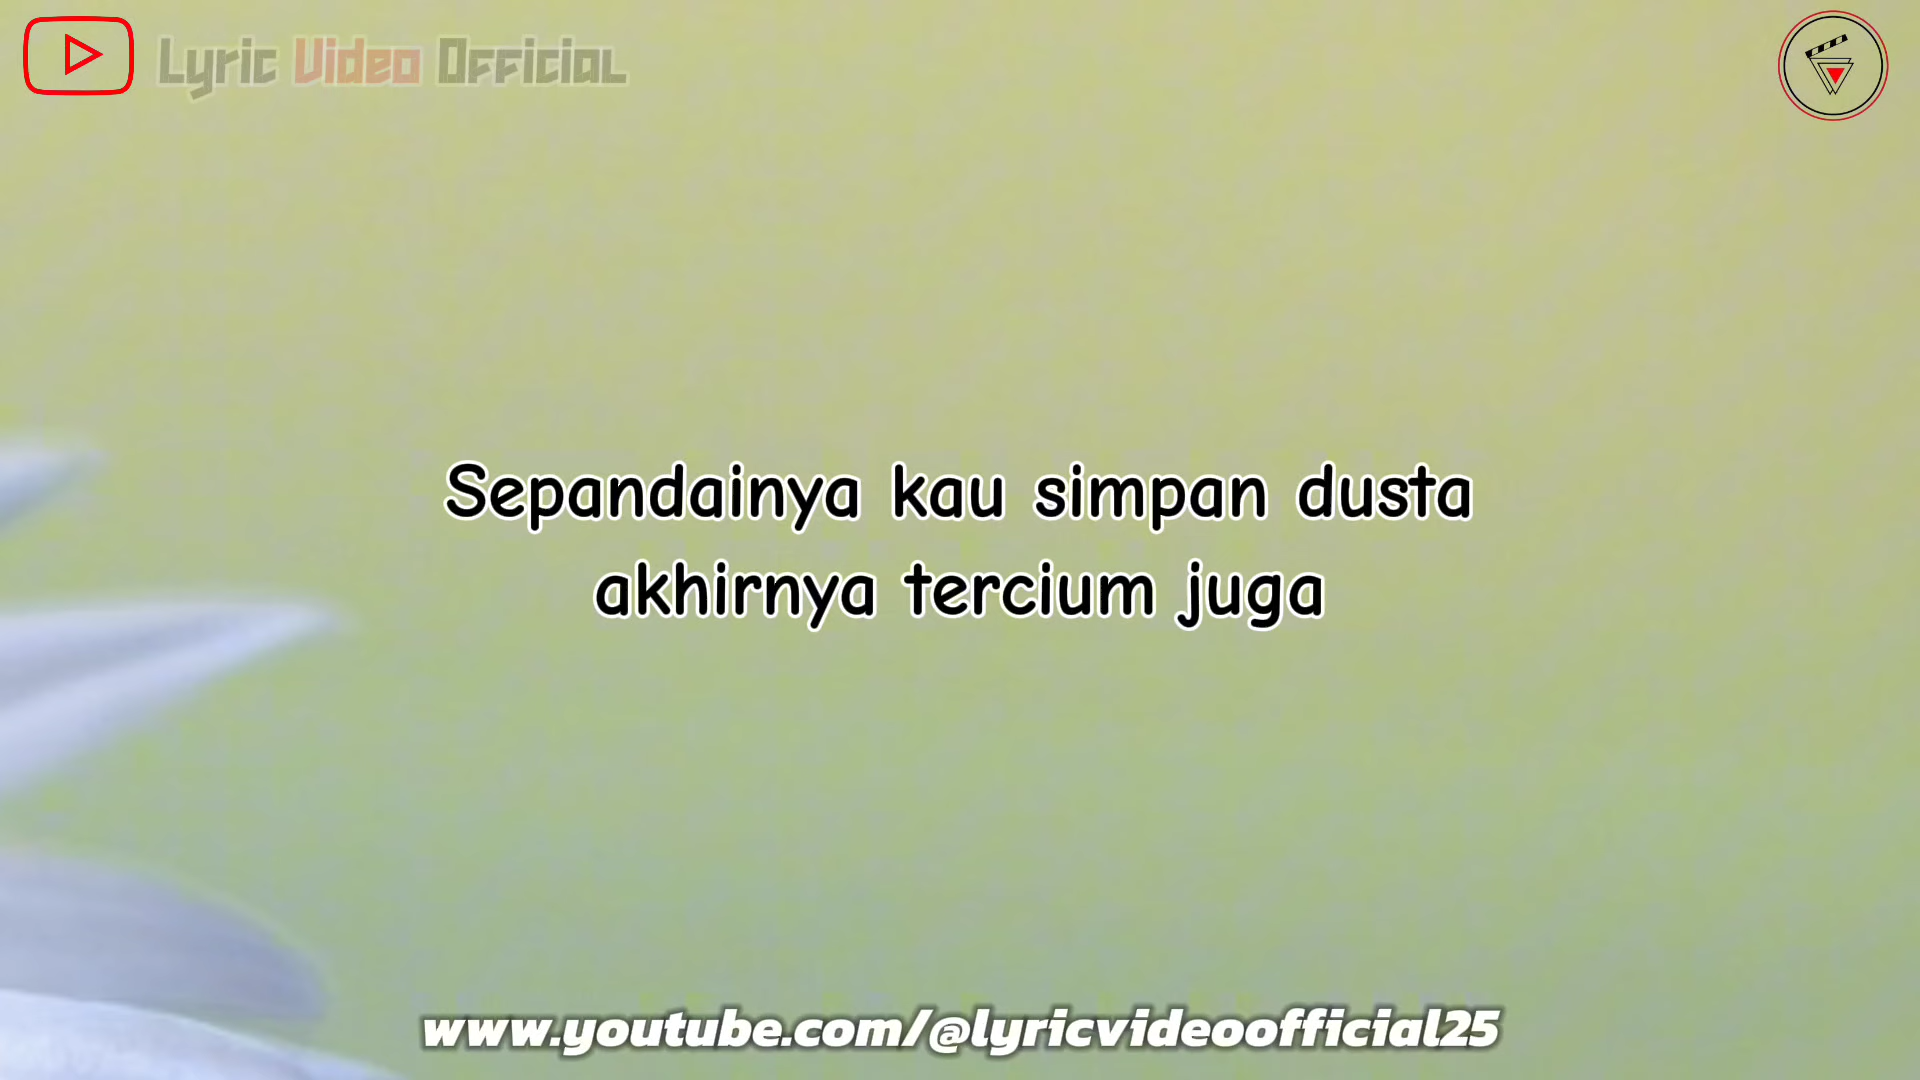 Lyric Video Official
Sepandainya kau simpan dusta
akhirnya tercium juga
www.youtube.com/@lyricvideoofficial25